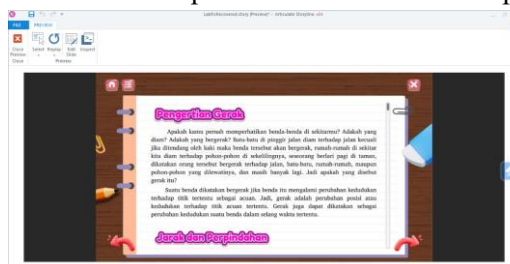 Articulate Storyline
FILE
PREVIEW
Close
Preview
Select
Replay
Edit
Slide
Inspect
Close
Preview
Pengertian Gerak
Apakah kamu pernah memperhatikan benda-benda di sekitarmu? Adakah yang
diam? Adakah yang bergerak? Batu-batu di pinggir jalan diam terhadap jalan kecuali
jika ditendang oleh kaki maka benda tersebut akan bergerak, rumah-rumah di sekitar
kita diam terhadap pohon-pohon di sekelilingnya, seseorang berlari pagi di taman,
dikatakan orang tersebut bergerak terhadap jalan, batu-batu, rumah-rumah, maupun
pohon-pohon yang dilewatinya, dan masih banyak lagi. Jadi apakah yang disebut
gerak itu?
Suatu benda dikatakan bergerak jika benda itu mengalami perubahan kedudukan
terhadap titik tertentu sebagai acuan. Jadi, gerak adalah perubahan posisi atau
kedudukan terhadap titik acuan tertentu. Gerak juga dapat dikatakan sebagai
perubahan kedudukan suatu benda dalam selang waktu tertentu.
Jarak dan Perpindahan